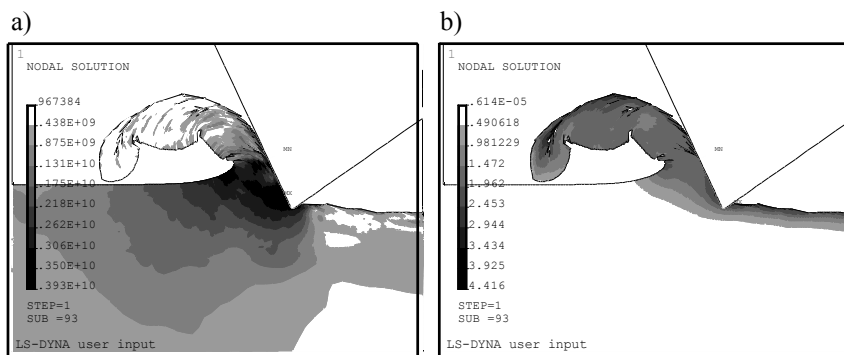 a)
1
NODAL SOLUTION
967384
.438E+09
.875E+09
.131E+10
.175E+10
.218E+10
.262E+10
.306E+10
.350E+10
.393E+10
STEP=1
SUB =93
MN
MX
LS-DYNA user input
b)
1
NODAL SOLUTION
.614E-05
.490618
.981229
1.472
1.962
2.453
2.944
3.434
3.925
4.416
STEP=1
SUB =93
MN
LS-DYNA user input